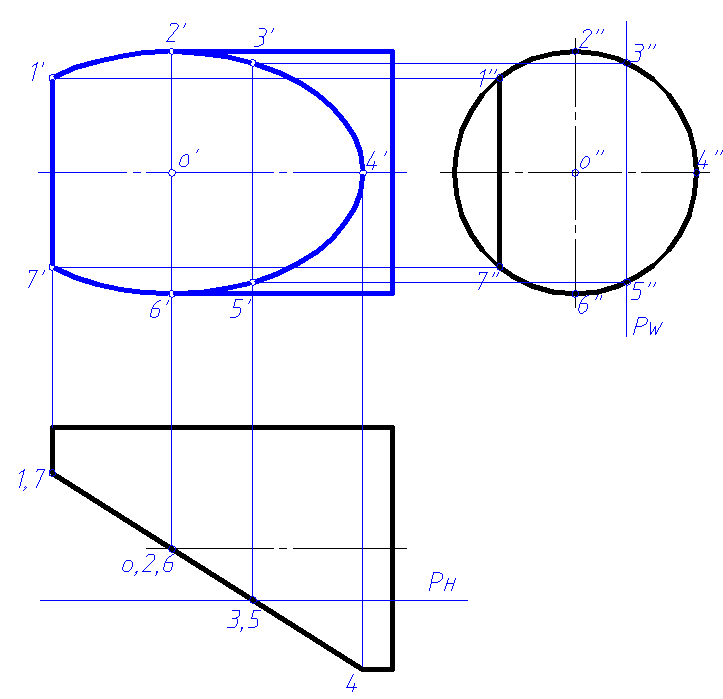 2' 3' 2" 3"
1' 1"
o' 4' o" 4"
7' 7"
6' 5' 6" 5"
Pw
1,7
o,2,6
Pн
3,5
4